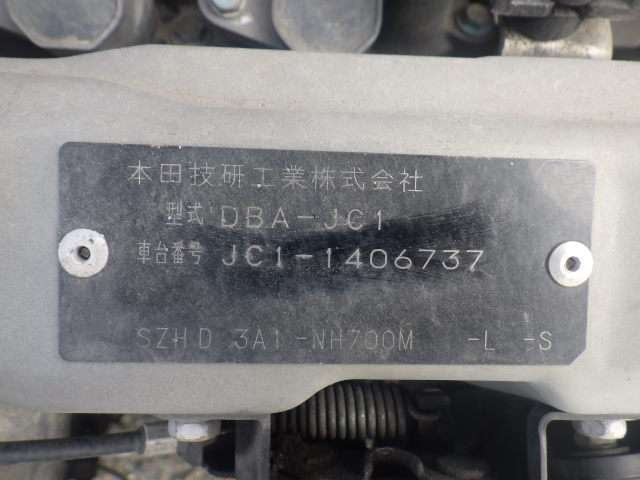 本田技研工業株式会社
型式 DBA-JC1
車台番号 JC1-1406737
SZHD 3A1-NH700M -L -S